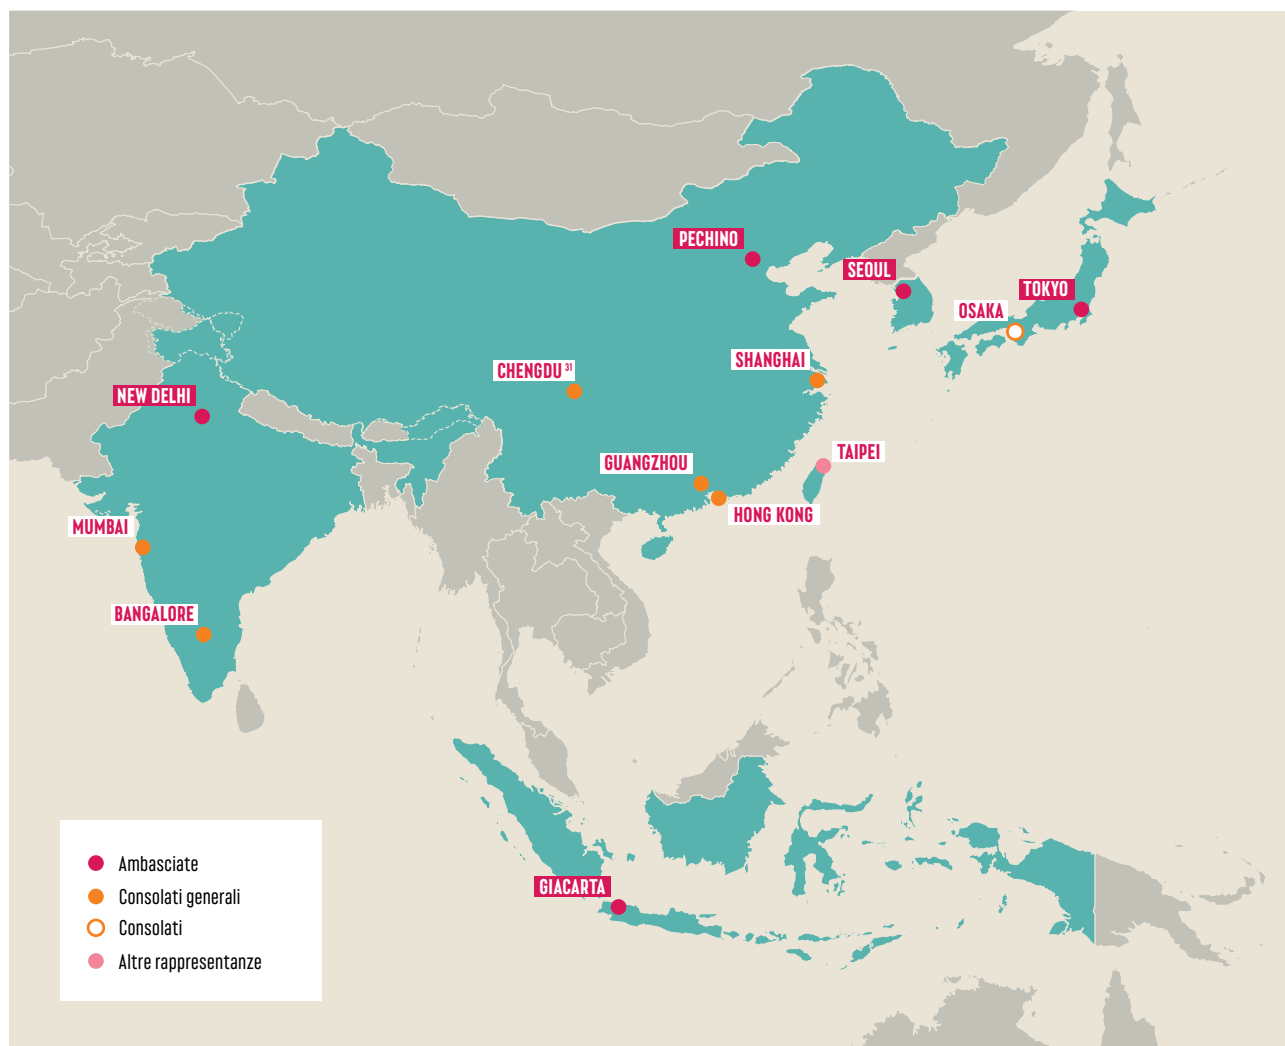 PECHINO
SEOUL
TOKYO
OSAKA
SHANGHAI
CHENGDU 31
NEW DELHI
TAIPEI
GUANGZHOU
HONG KONG
MUMBAI
BANGALORE
GIACARTA
Ambasciate
Consolati generali
Consolati
Altre rappresentanze